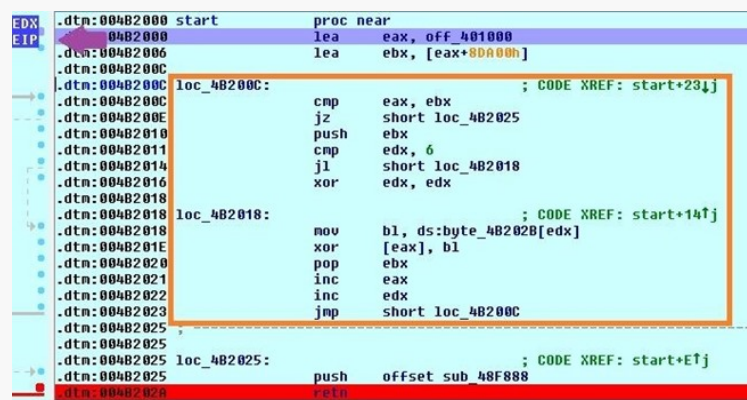 EDX .dtm:004B2000 start proc near
EIP 004B2000 lea eax, off_401000
.dtm:004B2006 lea ebx, [eax+8DA00h]
.dtm:004B200C
.dtm:004B200C loc_4B200C: ; CODE XREF: start+23↓j
.dtm:004B200C cmp eax, ebx
.dtm:004B200E jz short loc_4B2025
.dtm:004B2010 push ebx
.dtm:004B2011 cmp edx, 6
.dtm:004B2014 jl short loc_4B2018
.dtm:004B2016 xor edx, edx
.dtm:004B2018
.dtm:004B2018 loc_4B2018: ; CODE XREF: start+14↑j
.dtm:004B2018 mov bl, ds:byte_4B202B[edx]
.dtm:004B201E xor [eax], bl
.dtm:004B2020 pop ebx
.dtm:004B2021 inc eax
.dtm:004B2022 inc edx
.dtm:004B2023 jmp short loc_4B200C
.dtm:004B2025 ; ---------------------------------------------------------------------------
.dtm:004B2025
.dtm:004B2025 loc_4B2025: ; CODE XREF: start+E↑j
.dtm:004B2025 push offset sub_48F888
.dtm:004B202A retn